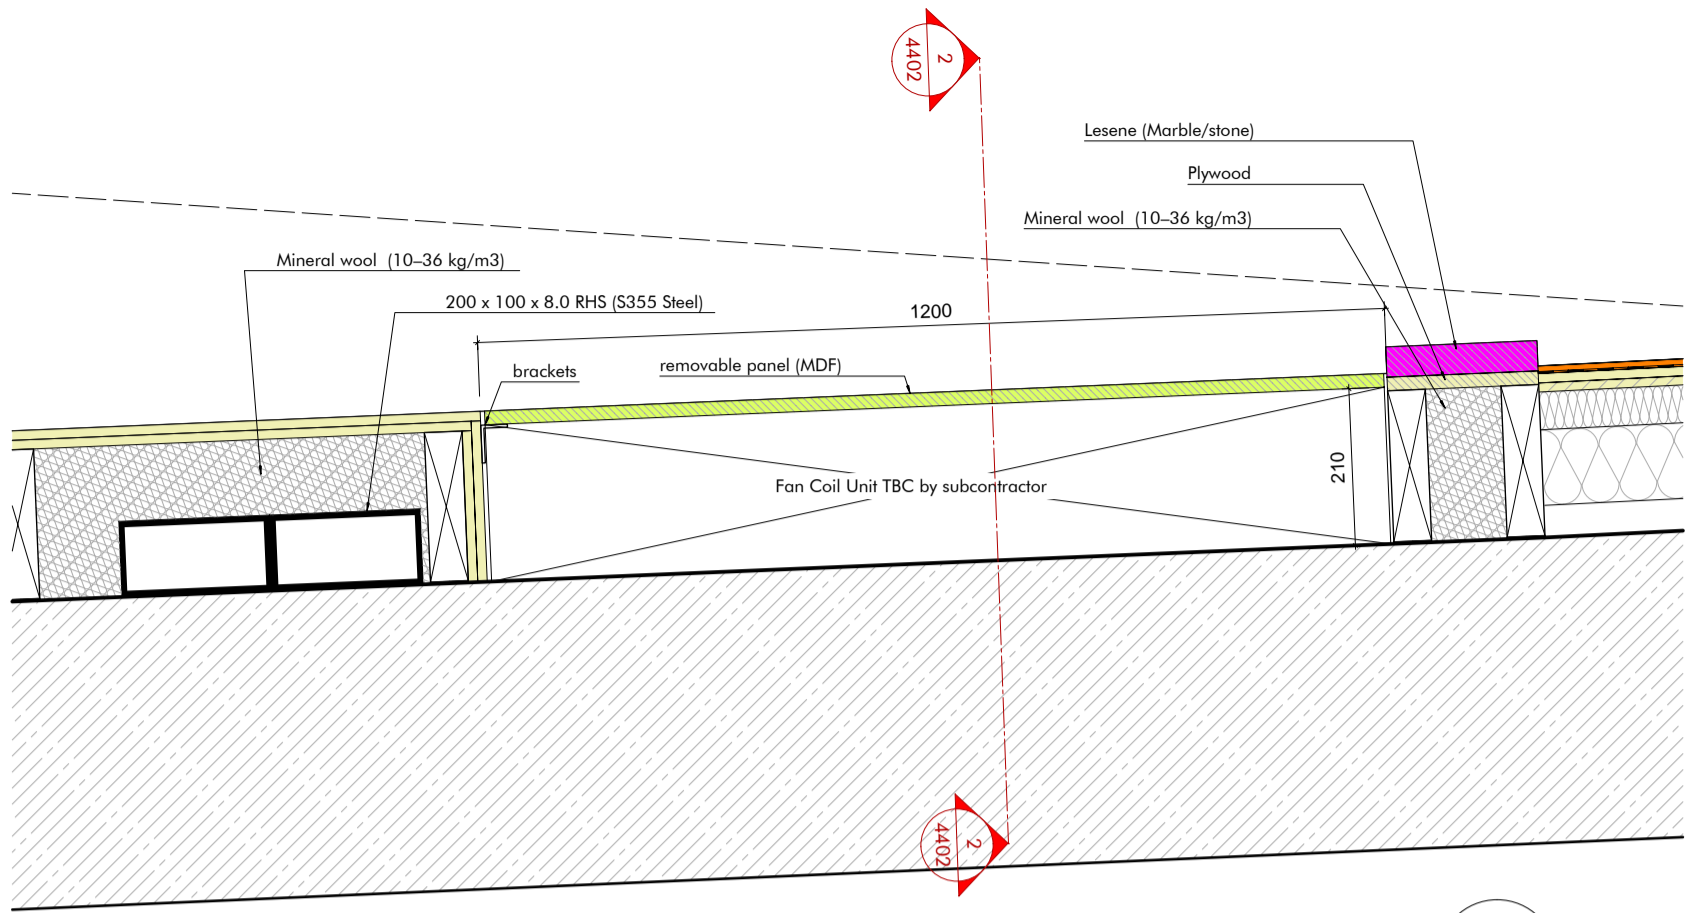 2
4402
Lesene (Marble/stone)
Plywood
Mineral wool (10–36 kg/m3)
Mineral wool (10–36 kg/m3)
200 x 100 x 8.0 RHS (S355 Steel)
1200
brackets
removable panel (MDF)
210
Fan Coil Unit TBC by subcontractor
2
4402